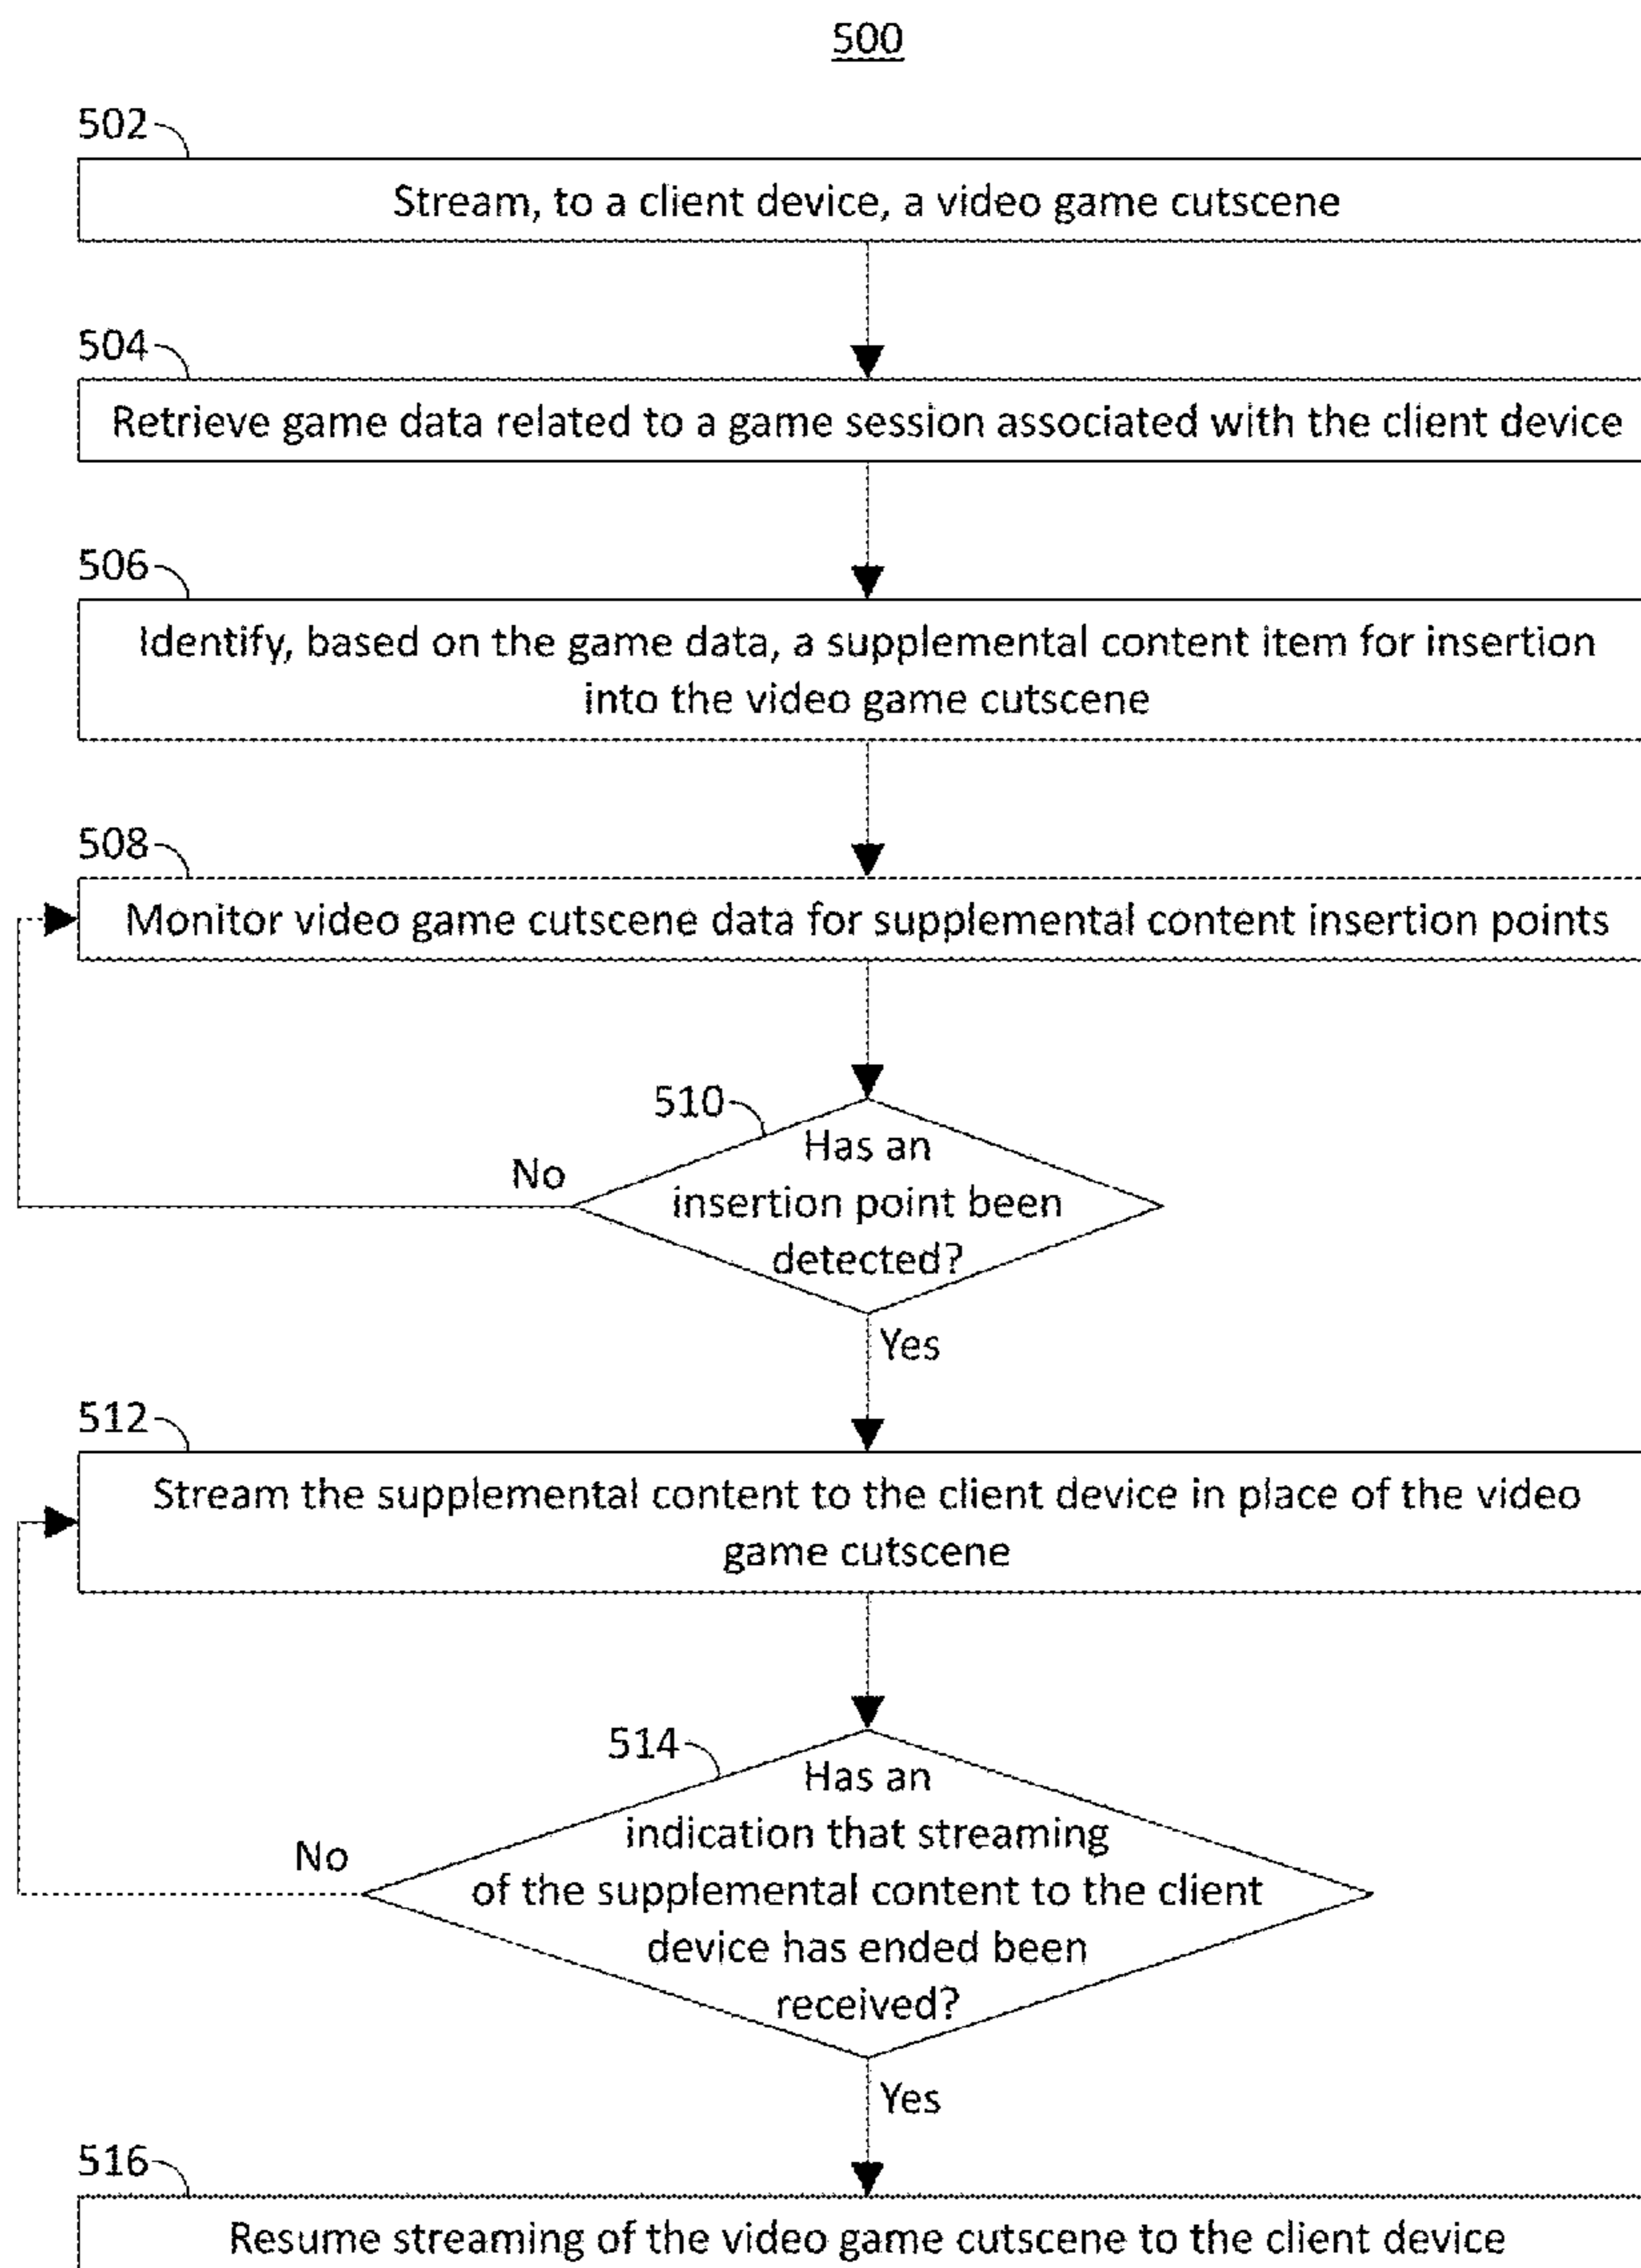 500
502
Stream, to a client device, a video game cutscene
504
Retrieve game data related to a game session associated with the client device
506
Identify, based on the game data, a supplemental content item for insertion
into the video game cutscene
508
Monitor video game cutscene data for supplemental content insertion points
510
Has an
insertion point been
detected?
No
Yes
512
Stream the supplemental content to the client device in place of the video
game cutscene
514
Has an
indication that streaming
of the supplemental content to the client
device has ended been
received?
No
Yes
516
Resume streaming of the video game cutscene to the client device